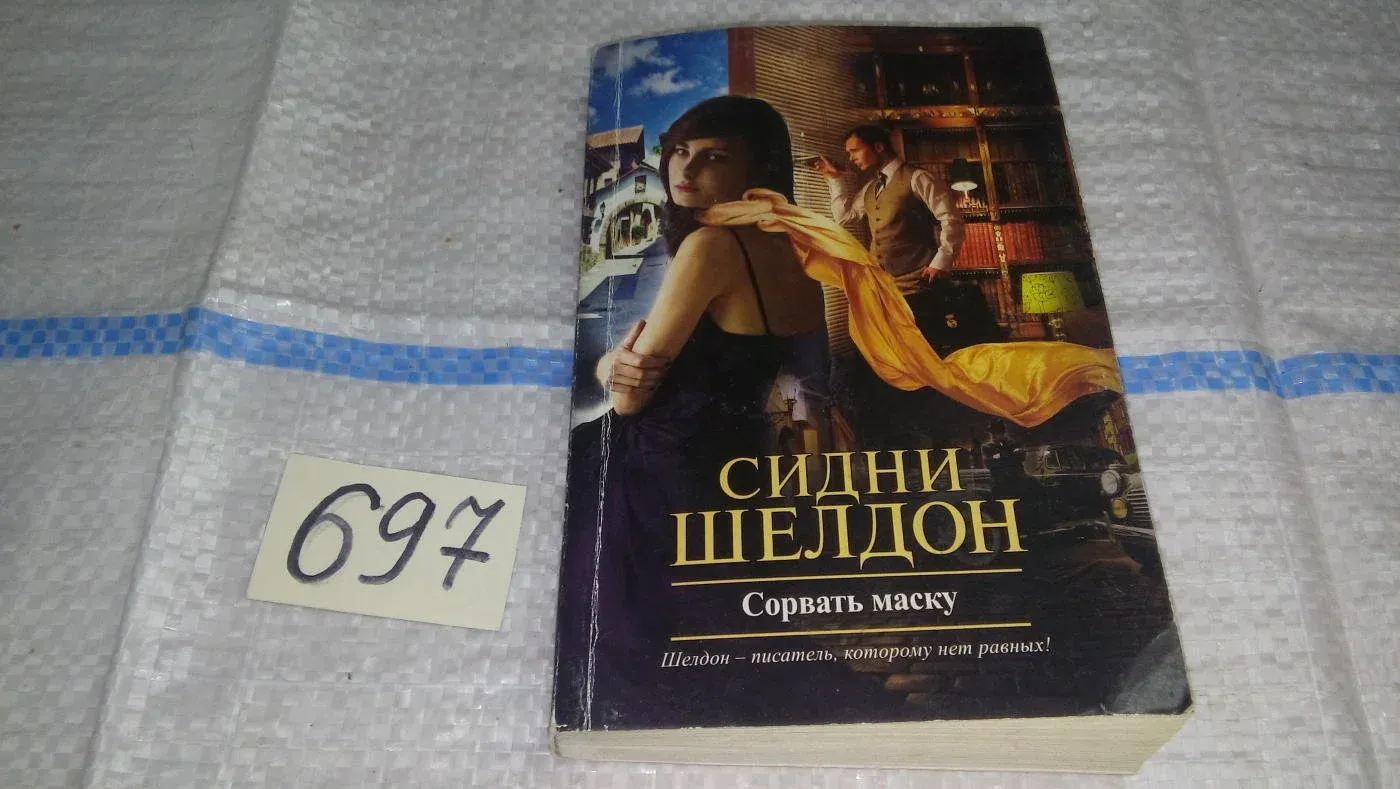 697
СИДНИ
ШЕЛДОН
Сорвать маску
Шелдон – писатель, которому нет равных!